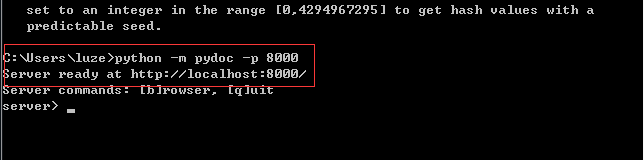 set to an integer in the range [0,4294967295] to get hash values with a
predictable seed.
C:\Users\luze>python -m pydoc -p 8000
Server ready at http://localhost:8000/
Server commands: [b]rowser, [q]uit
server> _